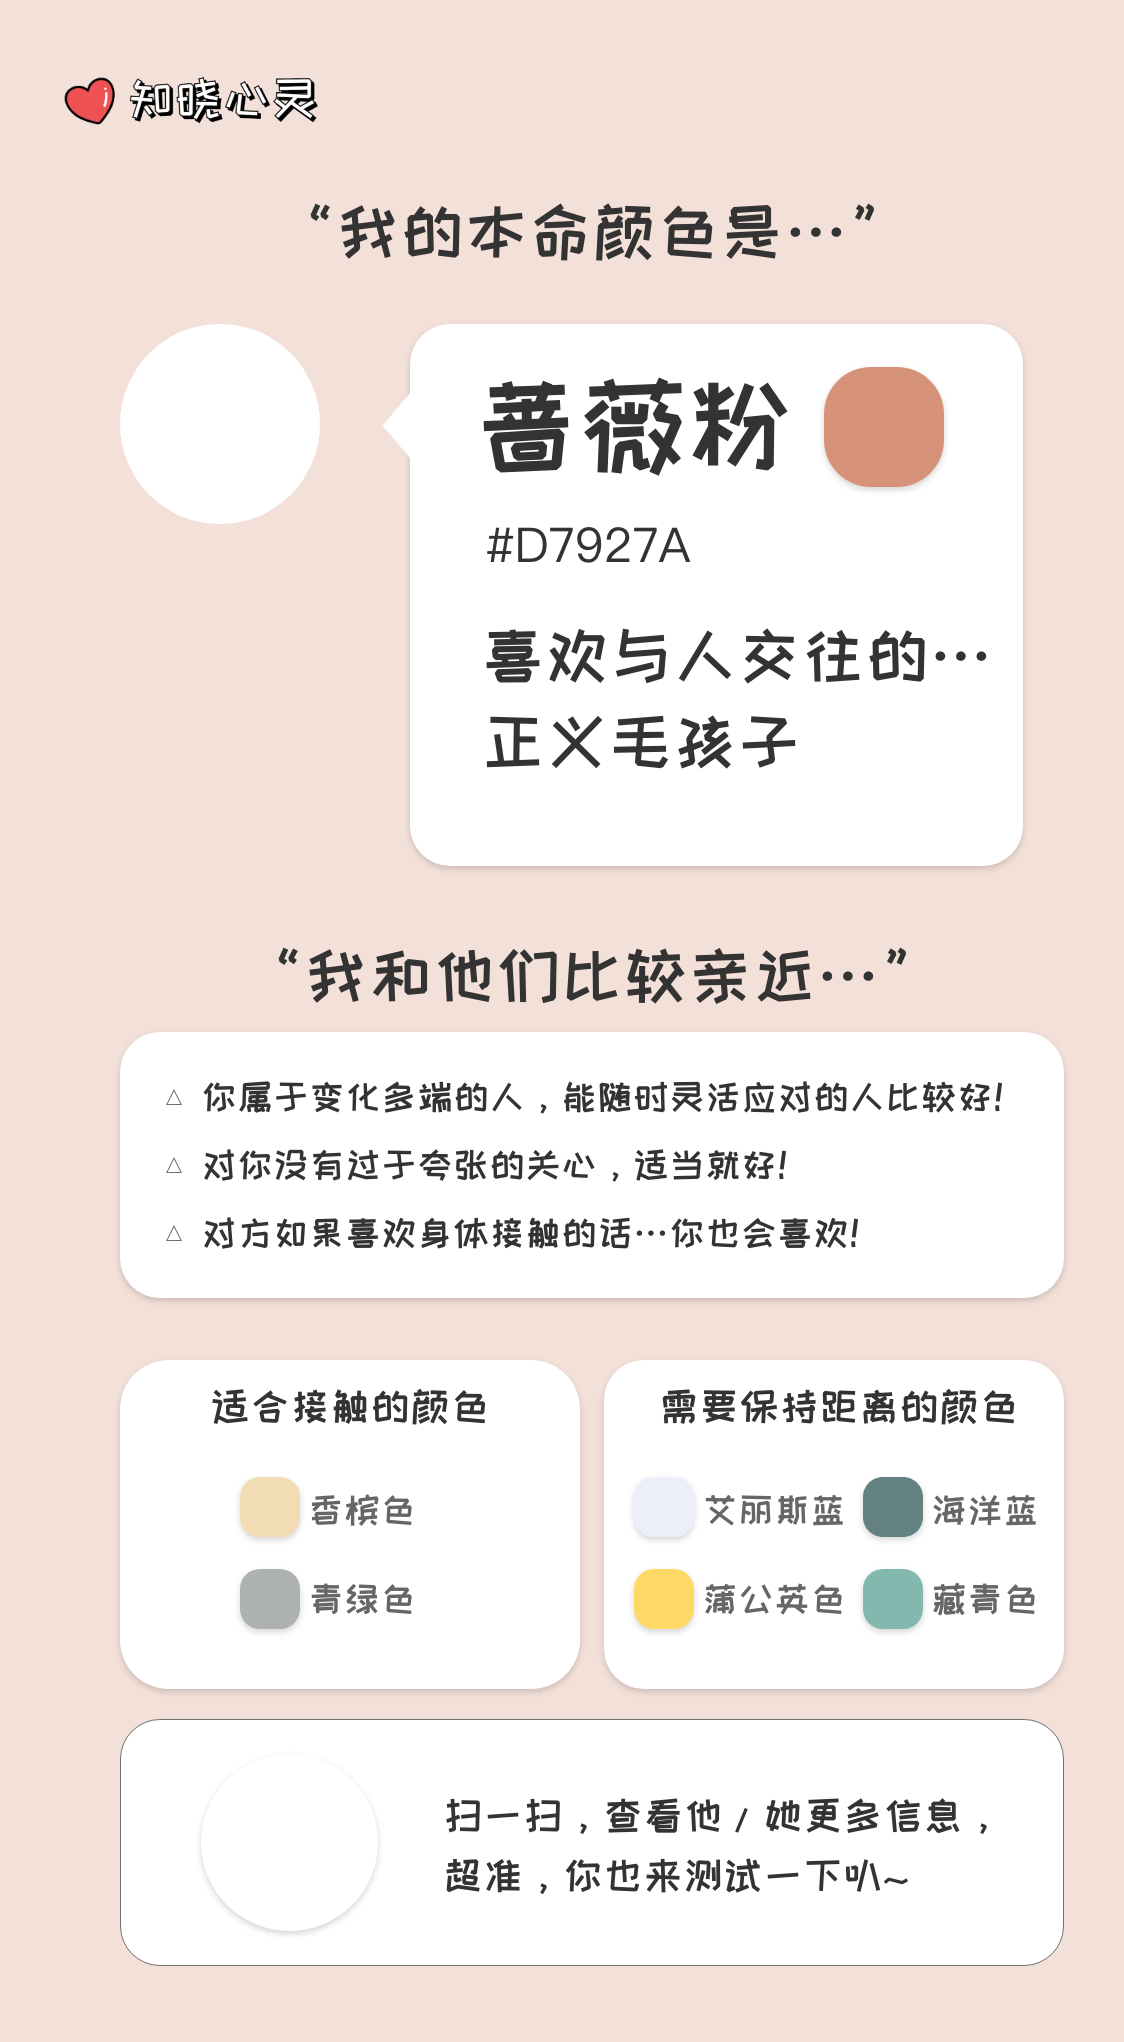 知晓心灵
“我的本命颜色是…”
蔷薇粉
#D7927A
喜欢与人交往的…
正义毛孩子
“我和他们比较亲近…”
△ 你属于变化多端的人，能随时灵活应对的人比较好！
△ 对你没有过于夸张的关心，适当就好！
△ 对方如果喜欢身体接触的话…你也会喜欢！
适合接触的颜色
香槟色
青绿色
需要保持距离的颜色
艾丽斯蓝 海洋蓝
蒲公英色 藏青色
扫一扫，查看他/她更多信息，
超准，你也来测试一下叭~